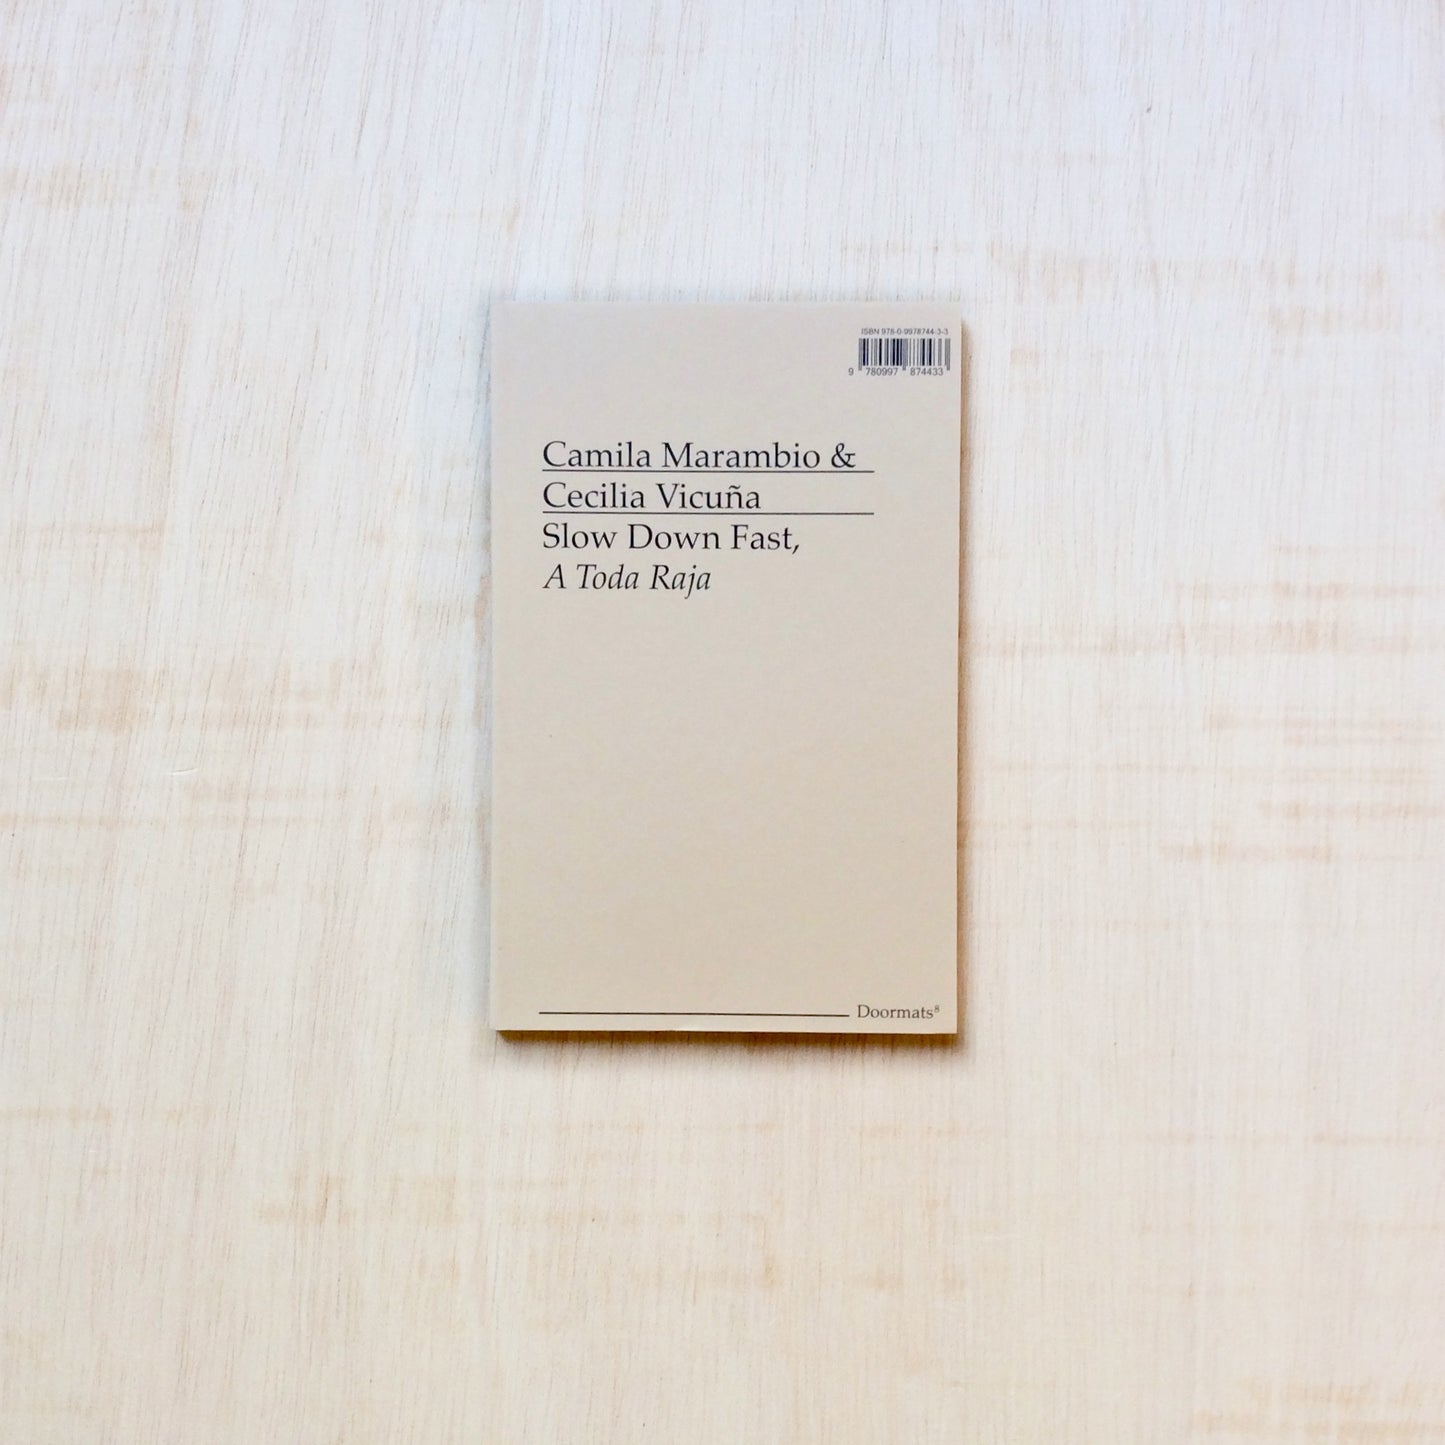 ISBN 978-0-9978744-3-3
9 780997 874433
Camila Marambio &
Cecilia Vicuña
Slow Down Fast,
A Toda Raja
Doormats⁸